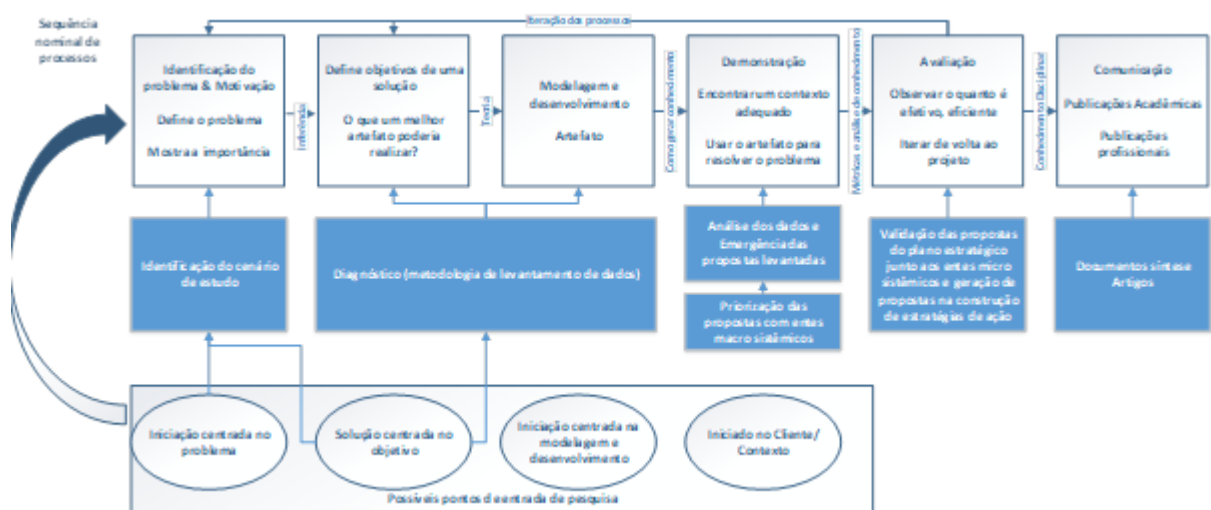 Sequência
nominal de
processos
Iteração dos processos
Identificação do
problema & Motivação
Define o problema
Mostra a importância
Inferência
Define objetivos de uma
solução
O que um melhor
artefato poderia
realizar?
Teoria
Modelagem e
desenvolvimento
Artefato
Como gerar conhecimento
Demonstração
Encontrar um contexto
adequado
Usar o artefato para
resolver o problema
Métricas e análise de conhecimento
Avaliação
Observar o quanto é
efetivo, eficiente
Iterar de volta ao
projeto
Conhecimento Disciplinar
Comunicação
Publicações Acadêmicas
Publicações
profissionais
Identificação do cenário
de estudo
Diagnóstico (metodologia de levantamento de dados)
Análise dos dados e
Emergência das
propostas levantadas
Priorização das
propostas com entes
macro sistêmicos
Validação das propostas
do plano estratégico
junto aos entes micro
sistêmicos e geração de
propostas na construção
de estratégias de ação
Documentos síntese
Artigos
Iniciação centrada no
problema
Solução centrada no
objetivo
Iniciação centrada na
modelagem e
desenvolvimento
Iniciado no Cliente/
Contexto
Possíveis pontos de entrada de pesquisa